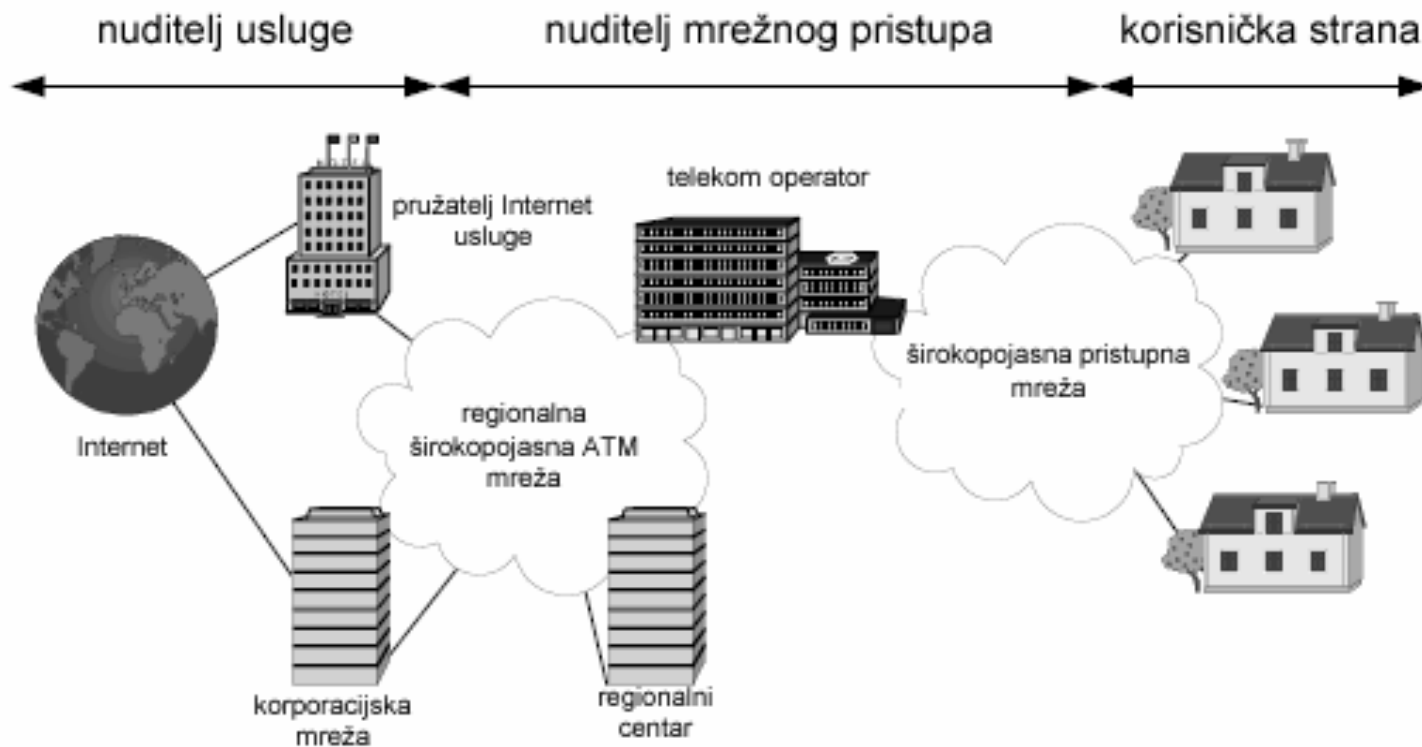 nuditelj usluge
nuditelj mrežnog pristupa
korisnička strana
telekom operator
pružatelj Internet
usluge
širokopojasna pristupna
mreža
Internet
regionalna
širokopojasna ATM
mreža
korporacijska
mreža
regionalni
centar